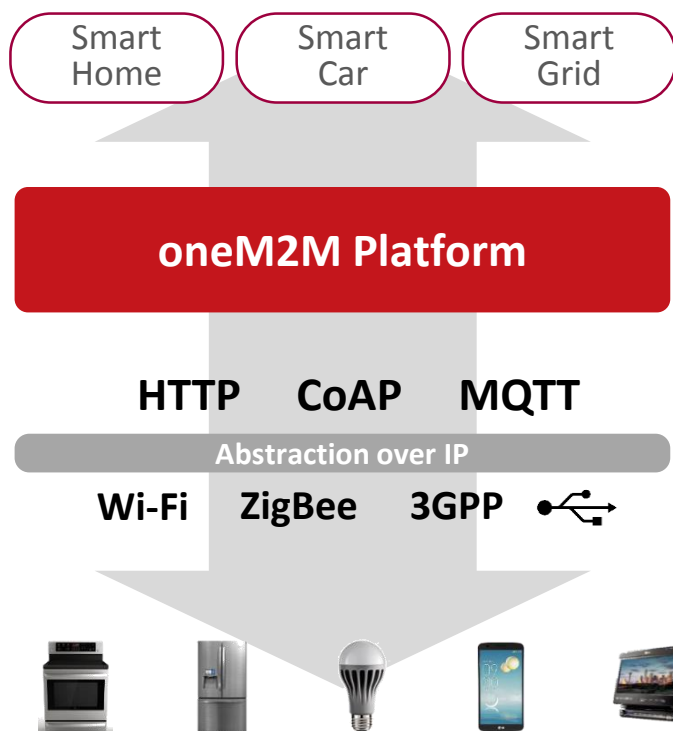 Smart Home
Smart Car
Smart Grid
oneM2M Platform
HTTP CoAP MQTT
Abstraction over IP
Wi-Fi ZigBee 3GPP